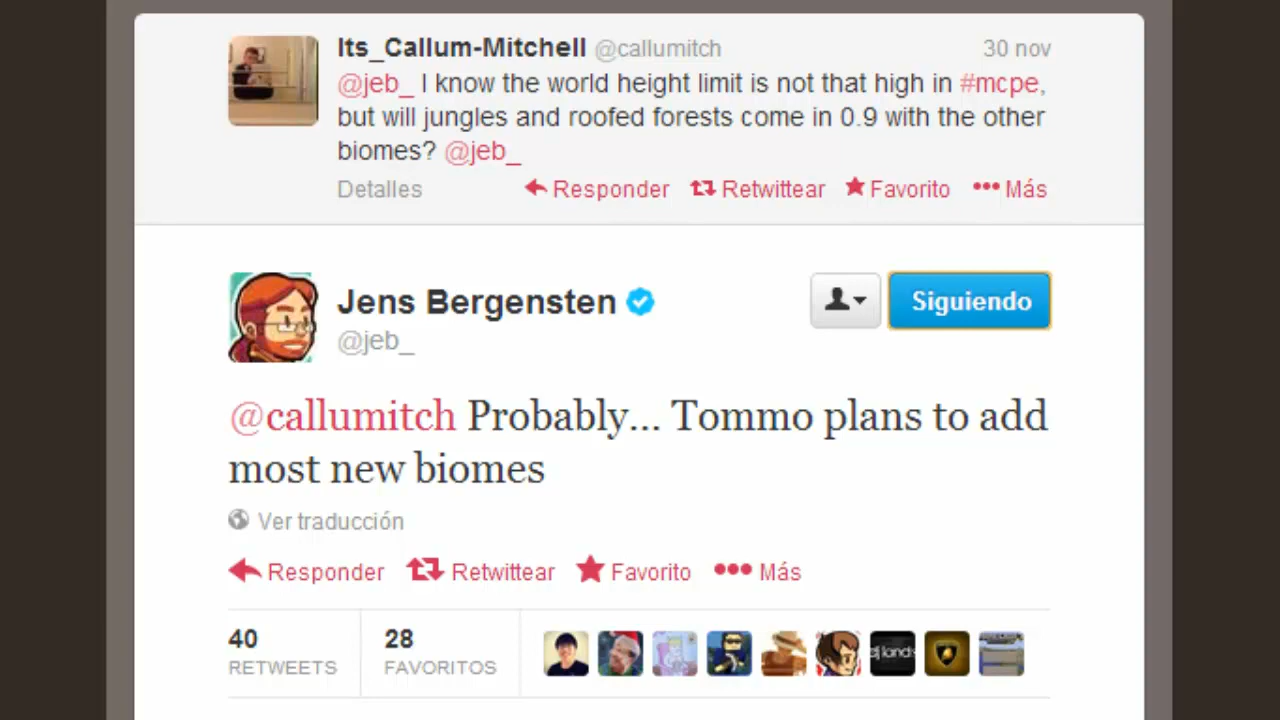 Its_Callum-Mitchell @callumitch 30 nov
@jeb_ I know the world height limit is not that high in #mcpe,
but will jungles and roofed forests come in 0.9 with the other
biomes? @jeb_
Detalles Responder Retwittear Favorito Más
Jens Bergensten Siguiendo
@jeb_
@callumitch Probably... Tommo plans to add
most new biomes
Ver traducción
Responder Retwittear Favorito Más
40 28
RETWEETS FAVORITOS
dj lands